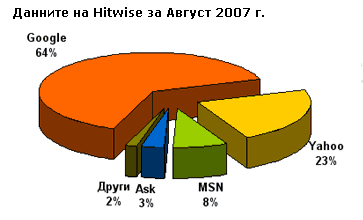 Данните на Hitwise за Август 2007 г.
Google
64%
Yahoo
23%
Други
2%
Ask
3%
MSN
8%